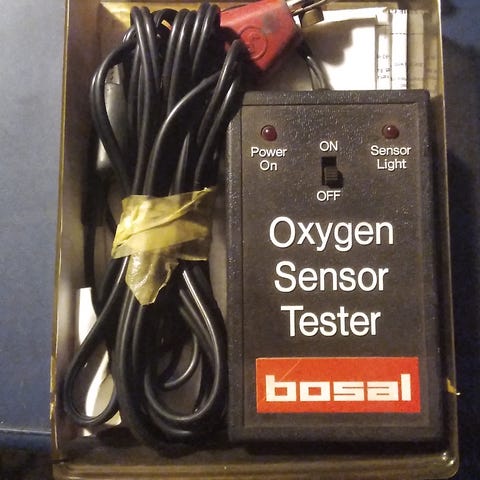 ON
Power On
Sensor Light
OFF
Oxygen
Sensor
Tester
bosal